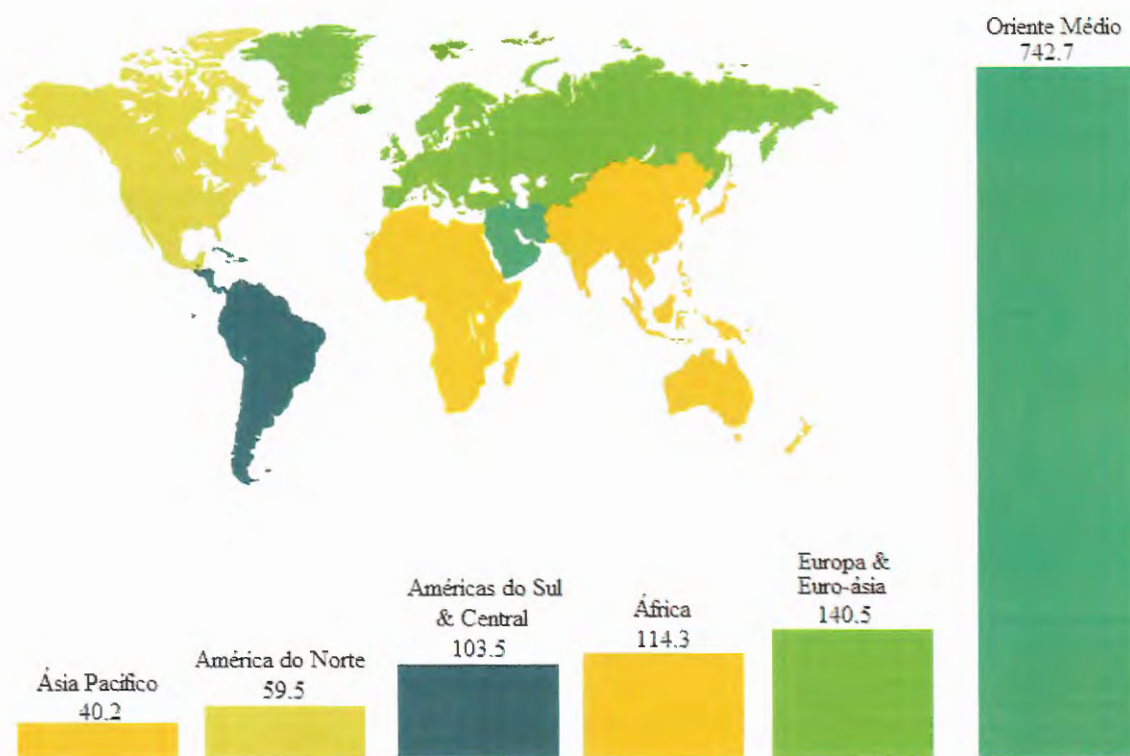 Oriente Médio
742.7
Europa &
Euro-ásia
140.5
Américas do Sul
& Central
103.5
África
114.3
América do Norte
59.5
Ásia Pacifico
40.2